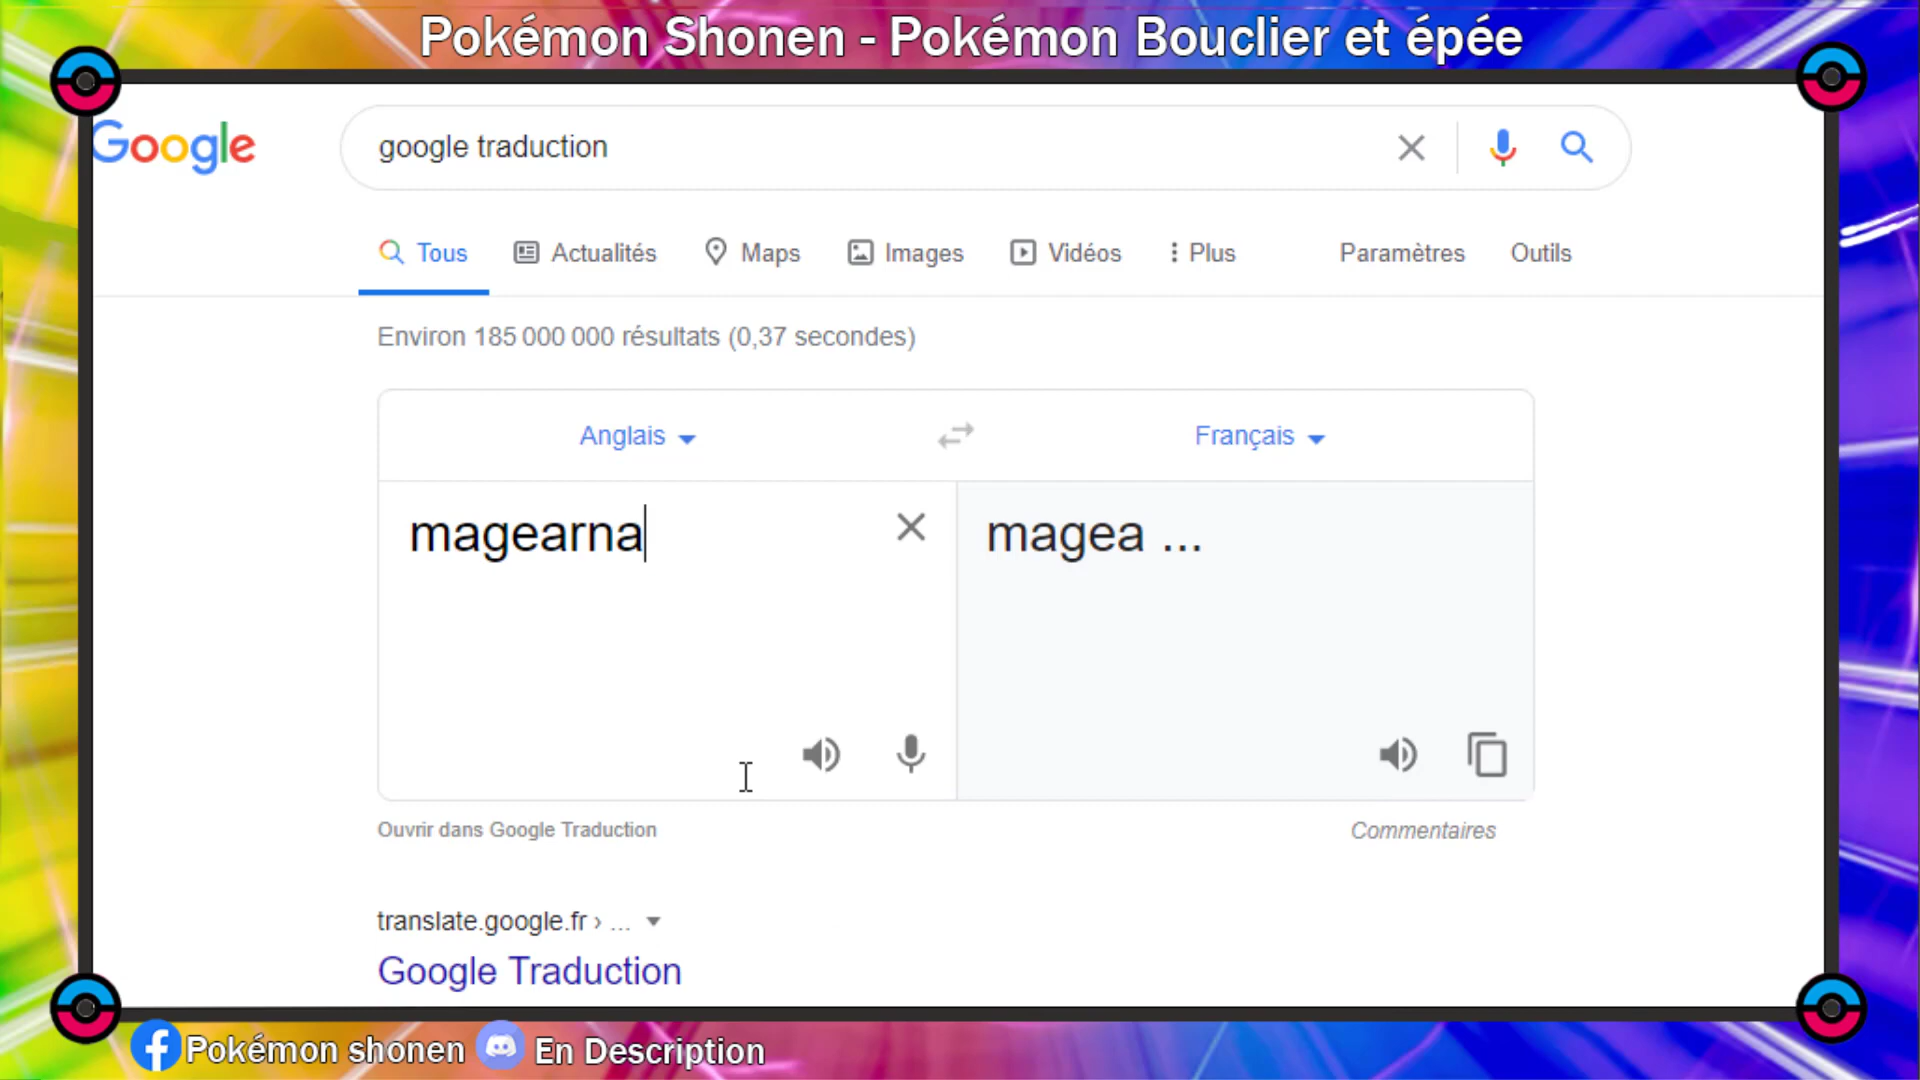 Pokémon Shonen - Pokémon Bouclier et épée
Google
google traduction
Tous Actualités Maps Images Vidéos Plus Paramètres Outils
Environ 185 000 000 résultats (0,37 secondes)
Anglais Français
magearna magea ...
Ouvrir dans Google Traduction Commentaires
translate.google.fr › ...
Google Traduction
Pokémon shonen En Description